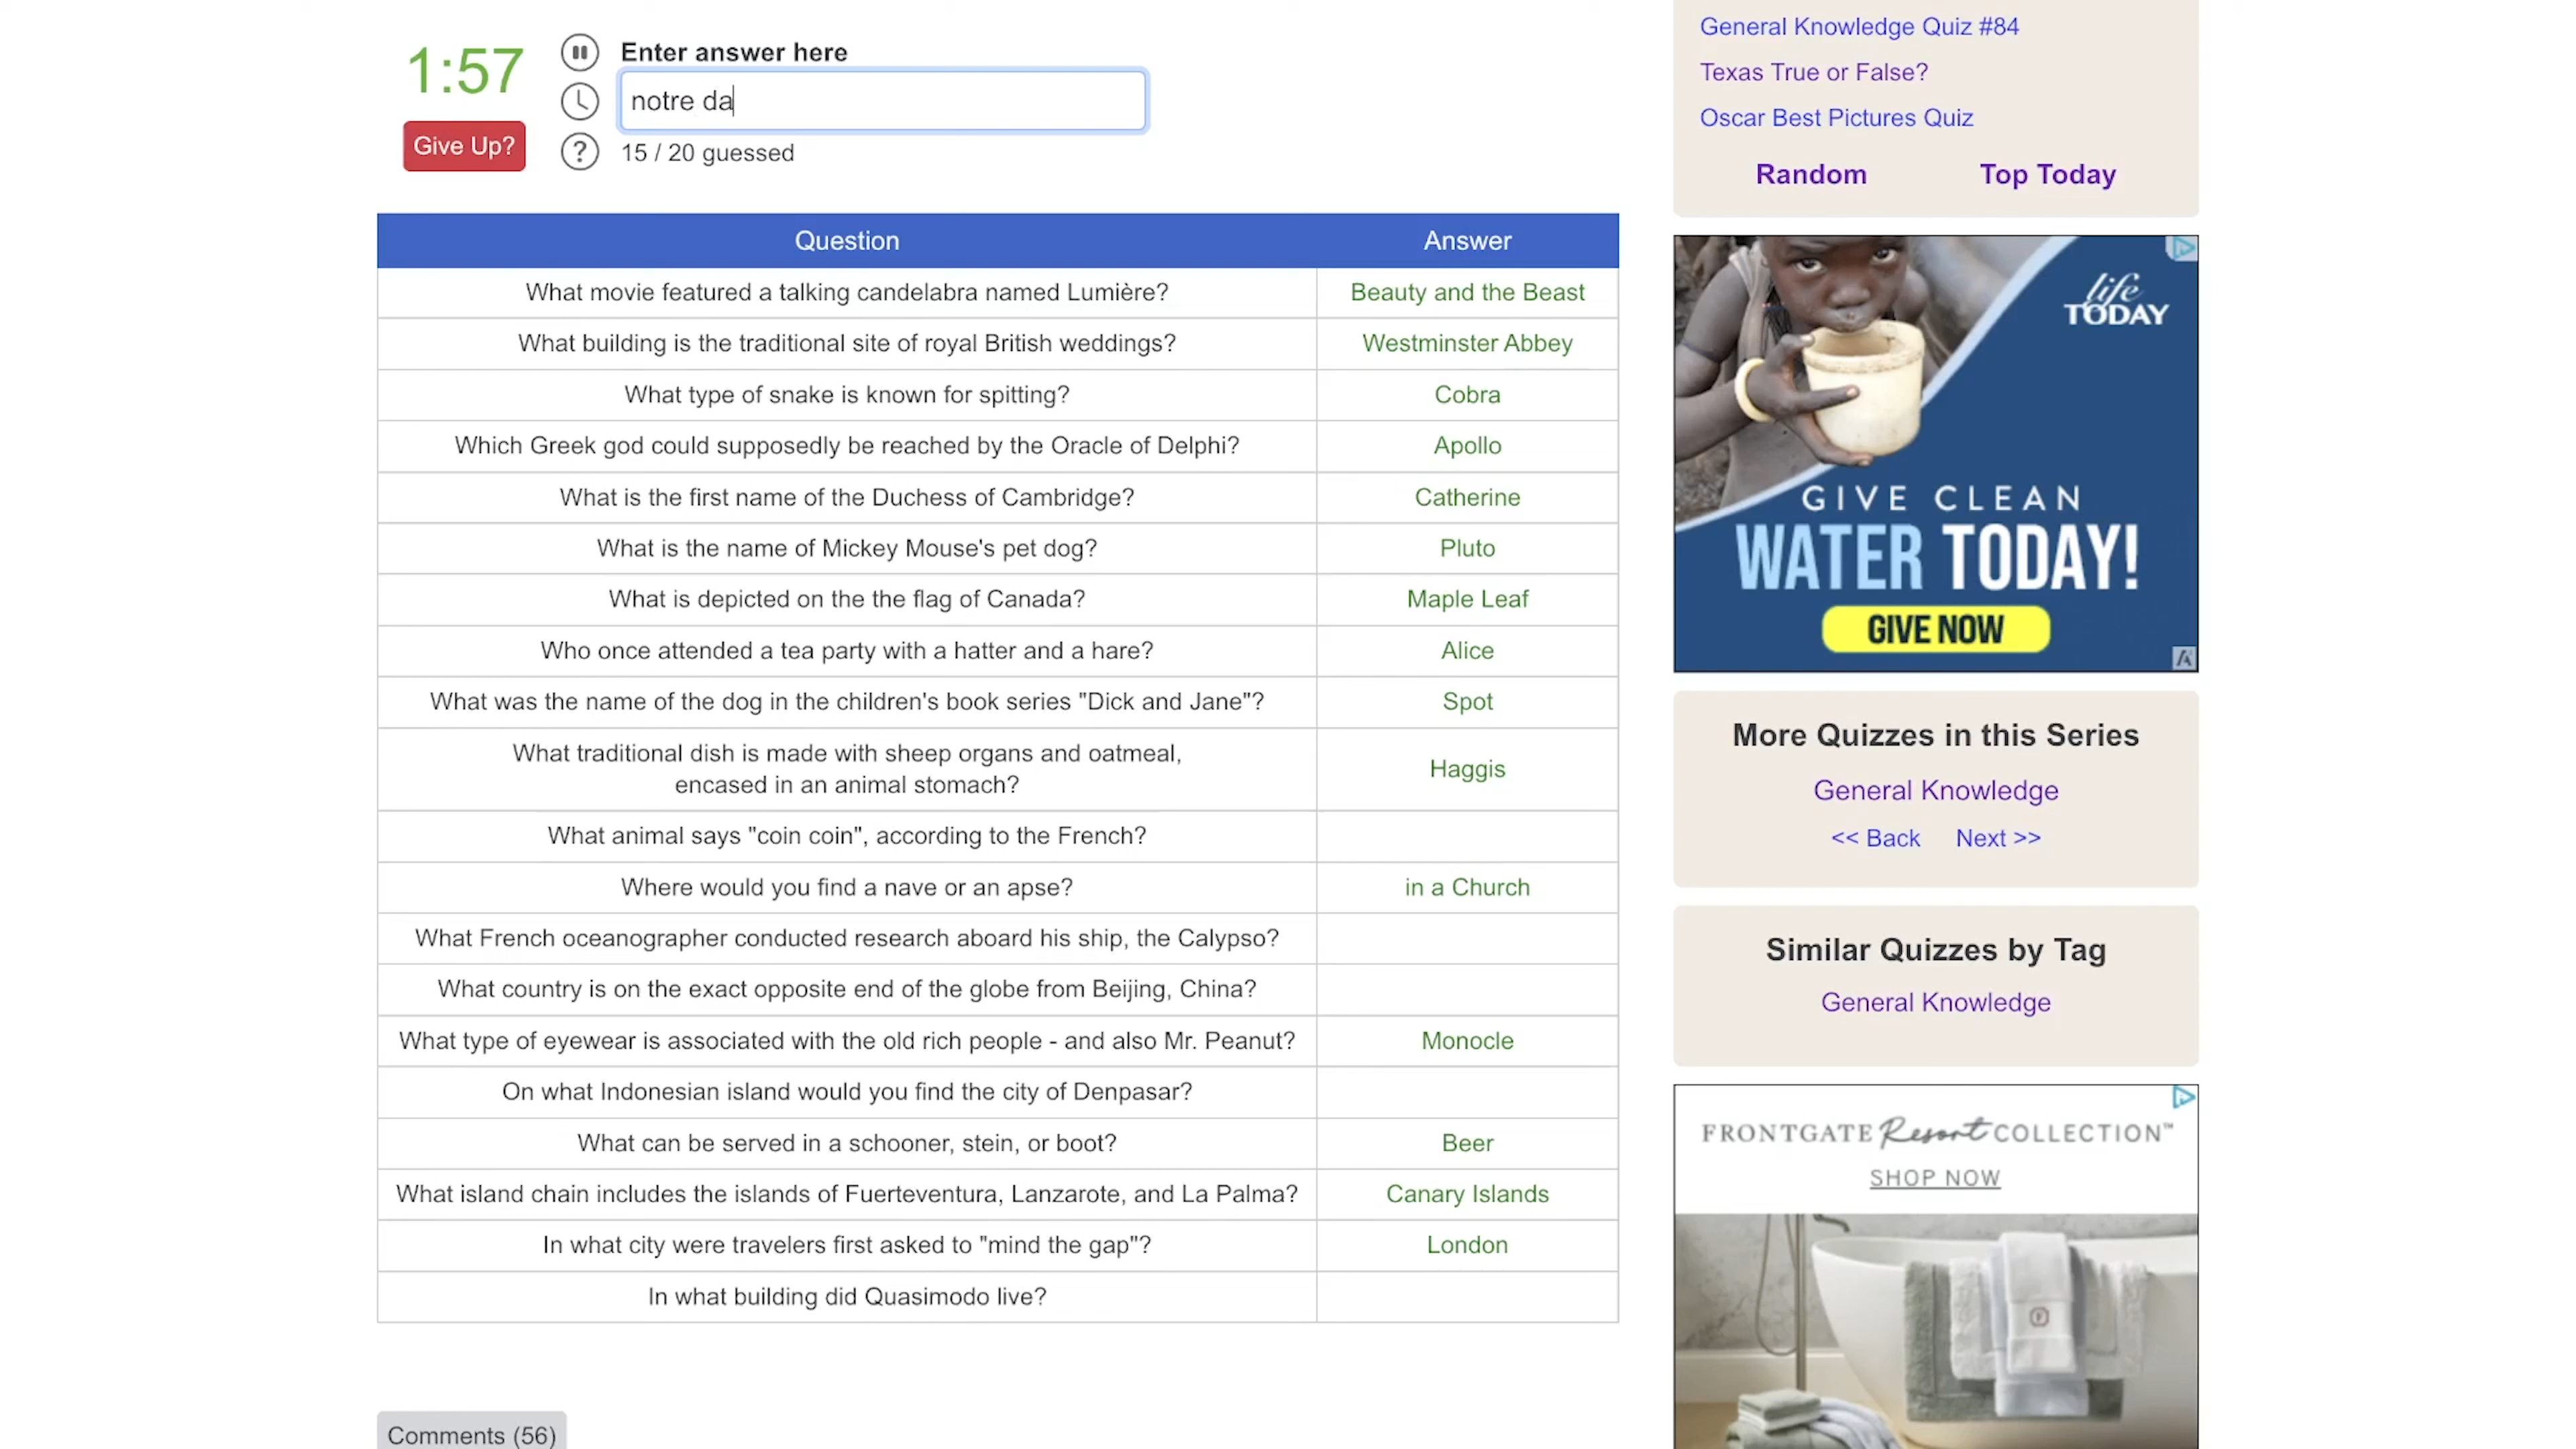 1:57
Give Up?
Enter answer here
notre da
15 / 20 guessed
Question Answer
What movie featured a talking candelabra named Lumière? Beauty and the Beast
What building is the traditional site of royal British weddings? Westminster Abbey
What type of snake is known for spitting? Cobra
Which Greek god could supposedly be reached by the Oracle of Delphi? Apollo
What is the first name of the Duchess of Cambridge? Catherine
What is the name of Mickey Mouse's pet dog? Pluto
What is depicted on the the flag of Canada? Maple Leaf
Who once attended a tea party with a hatter and a hare? Alice
What was the name of the dog in the children's book series "Dick and Jane"? Spot
What traditional dish is made with sheep organs and oatmeal,
encased in an animal stomach? Haggis
What animal says "coin coin", according to the French?
Where would you find a nave or an apse? in a Church
What French oceanographer conducted research aboard his ship, the Calypso?
What country is on the exact opposite end of the globe from Beijing, China?
What type of eyewear is associated with the old rich people - and also Mr. Peanut? Monocle
On what Indonesian island would you find the city of Denpasar?
What can be served in a schooner, stein, or boot? Beer
What island chain includes the islands of Fuerteventura, Lanzarote, and La Palma? Canary Islands
In what city were travelers first asked to "mind the gap"? London
In what building did Quasimodo live?
Comments (56)
General Knowledge Quiz #84
Texas True or False?
Oscar Best Pictures Quiz
Random Top Today
life
TODAY
GIVE CLEAN
WATER TODAY!
GIVE NOW
More Quizzes in this Series
General Knowledge
<< Back Next >>
Similar Quizzes by Tag
General Knowledge
FRONTGATE Resort COLLECTION™
SHOP NOW